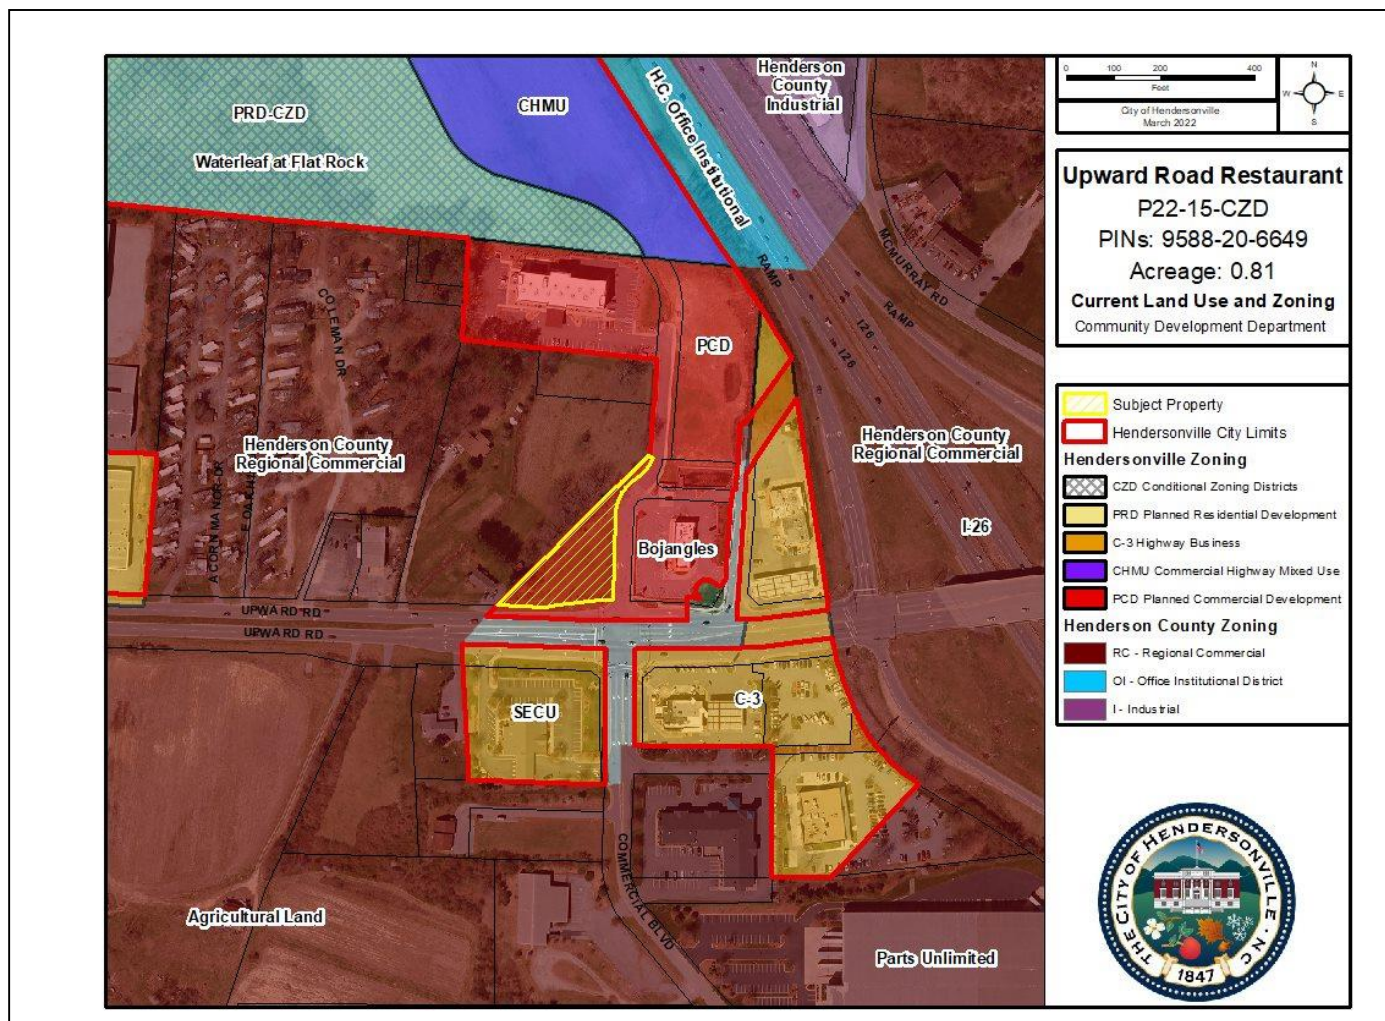 PRD-CZD
Waterleaf at Flat Rock
CHMU
H.C. Office Institutional
Henderson
County
Industrial
MCMURRAY RD
RAMP
RAMP
I26
I26
COLEMAN DR
PCD
Henderson County
Regional Commercial
Henderson County
Regional Commercial
I-26
ACORN MANOR DR
Bojangles
UPWARD RD
UPWARD RD
SECU
C-3
COMMERCIAL BLVD
Agricultural Land
Parts Unlimited
0 100 200 400
Feet
City of Hendersonville
March 2022
N
W E
S
Upward Road Restaurant
P22-15-CZD
PINs: 9588-20-6649
Acreage: 0.81
Current Land Use and Zoning
Community Development Department
Subject Property
Hendersonville City Limits
Hendersonville Zoning
CZD Conditional Zoning Districts
PRD Planned Residential Development
C-3 Highway Business
CHMU Commercial Highway Mixed Use
PCD Planned Commercial Development
Henderson County Zoning
RC - Regional Commercial
OI - Office Institutional District
I - Industrial
THE CITY OF HENDERSONVILLE · NC
1847